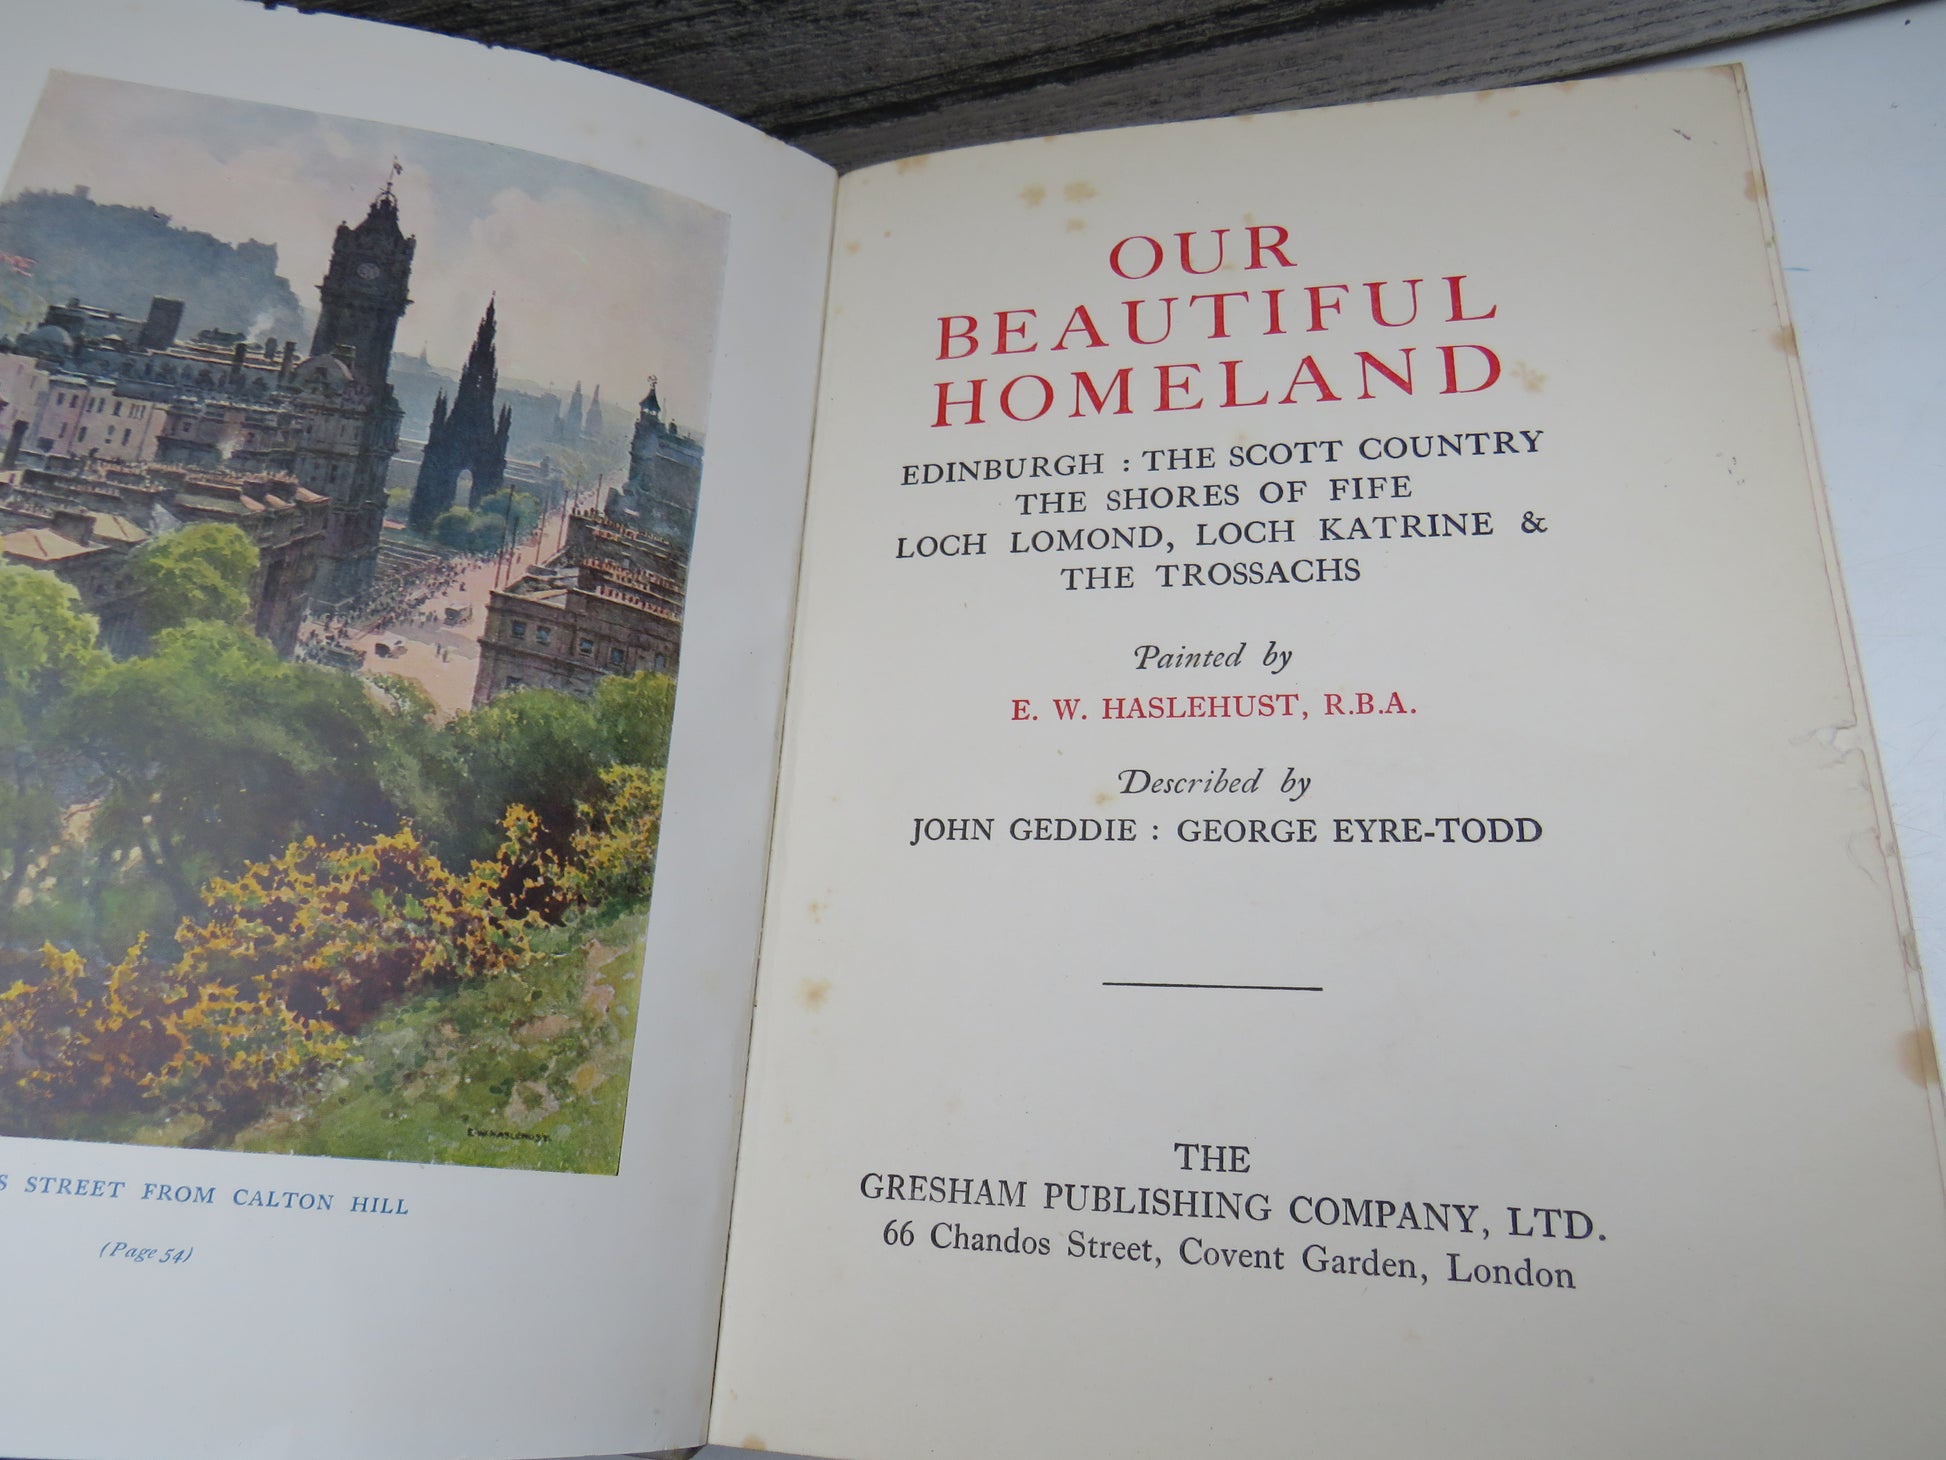 E. W. HASLEHUST.
STREET FROM CALTON HILL
(Page 54)
OUR
BEAUTIFUL
HOMELAND
EDINBURGH : THE SCOTT COUNTRY
THE SHORES OF FIFE
LOCH LOMOND, LOCH KATRINE &
THE TROSSACHS
Painted by
E. W. HASLEHUST, R.B.A.
Described by
JOHN GEDDIE : GEORGE EYRE-TODD
THE
GRESHAM PUBLISHING COMPANY, LTD.
66 Chandos Street, Covent Garden, London